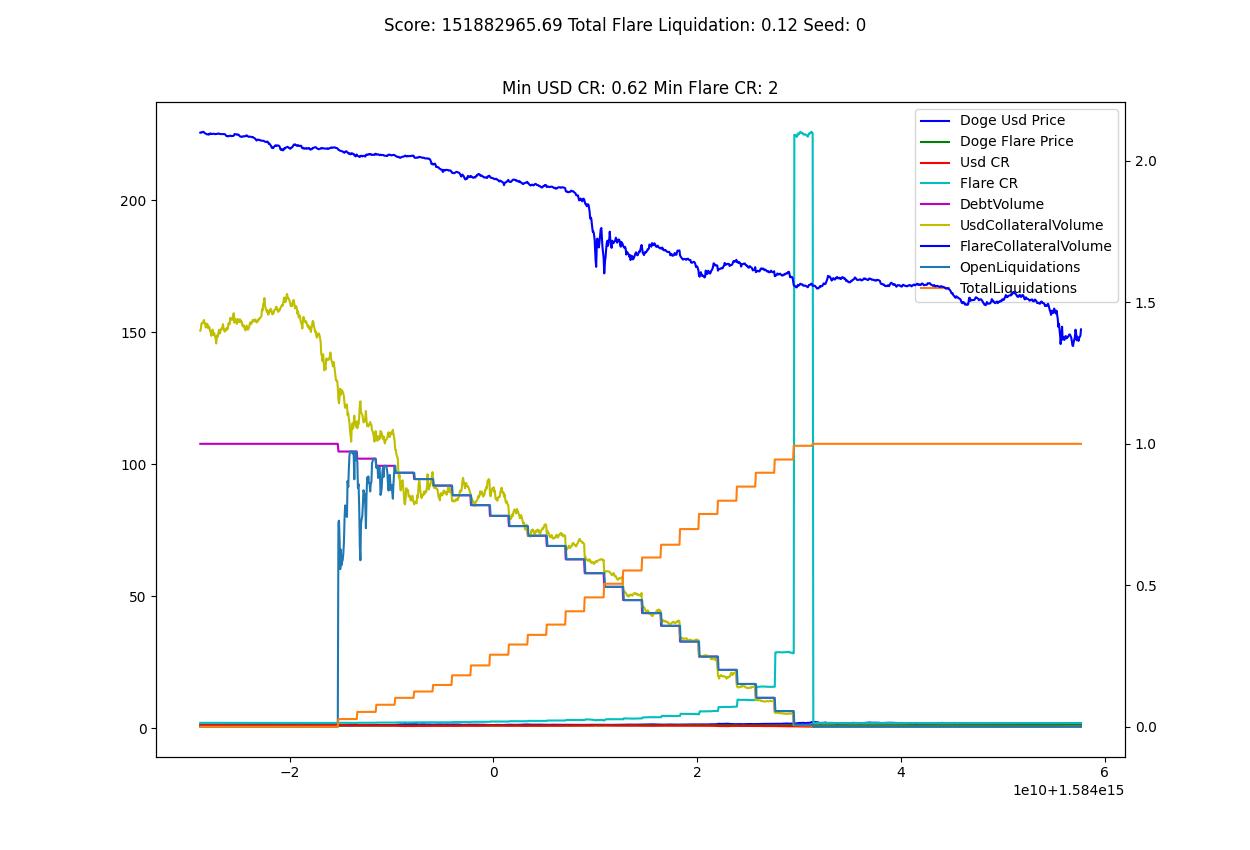 Score: 151882965.69 Total Flare Liquidation: 0.12 Seed: 0
Min USD CR: 0.62 Min Flare CR: 2
Doge Usd Price
Doge Flare Price
Usd CR
Flare CR
DebtVolume
UsdCollateralVolume
FlareCollateralVolume
OpenLiquidations
TotalLiquidations
200
150
100
50
0
2.0
1.5
1.0
0.5
0.0
−2
0
2
4
6
1e10+1.584e15